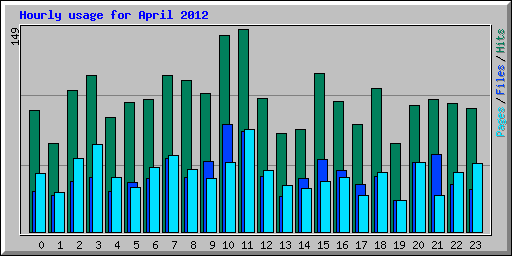 Hourly usage for April 2012
149
Pages/Files/Hits
0 1 2 3 4 5 6 7 8 9 10 11 12 13 14 15 16 17 18 19 20 21 22 23